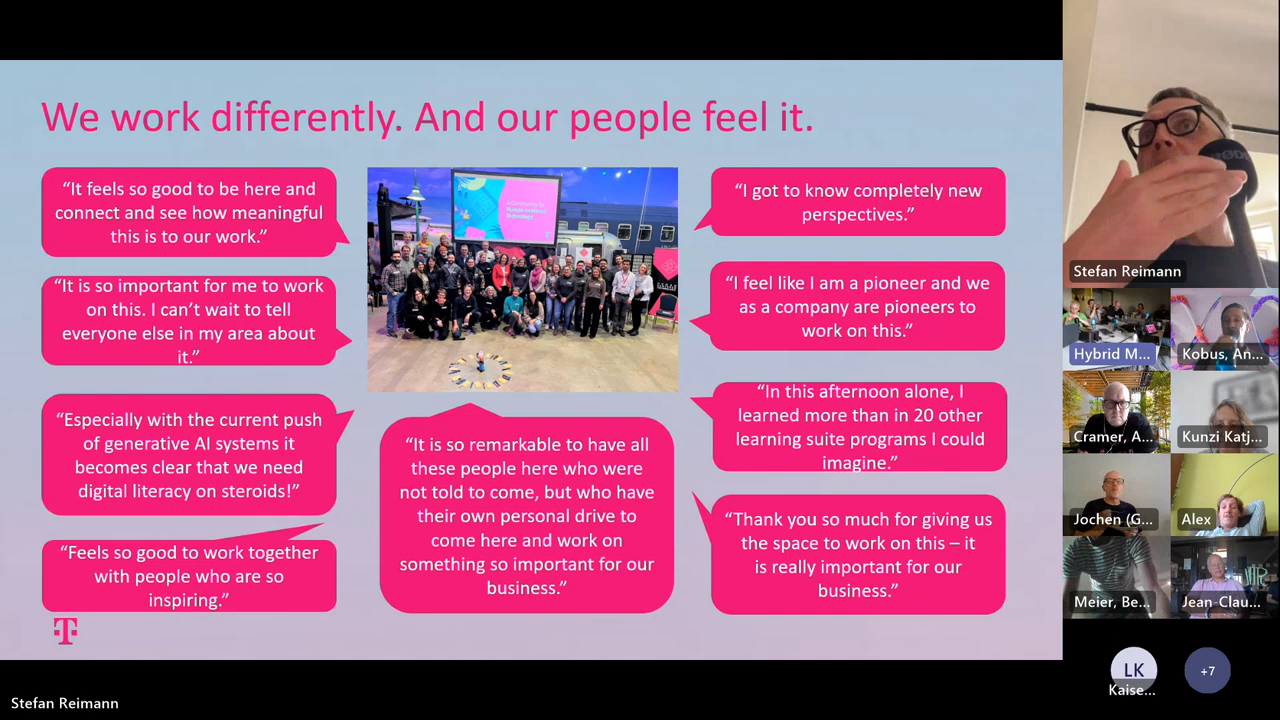 We work differently. And our people feel it.
“It feels so good to be here and
connect and see how meaningful
this is to our work.”
“It is so important for me to work
on this. I can’t wait to tell
everyone else in my area about
it.”
“Especially with the current push
of generative AI systems it
becomes clear that we need
digital literacy on steroids!”
“Feels so good to work together
with people who are so
inspiring.”
“It is so remarkable to have all
these people here who were
not told to come, but who have
their own personal drive to
come here and work on
something so important for our
business.”
“I got to know completely new
perspectives.”
“I feel like I am a pioneer and we
as a company are pioneers to
work on this.”
“In this afternoon alone, I
learned more than in 20 other
learning suite programs I could
imagine.”
“Thank you so much for giving us
the space to work on this – it
is really important for our
business.”
T
Stefan Reimann
Hybrid M...
Kobus, An...
Cramer, A...
Kunzi Katj...
Jochen (G...
Alex
Meier, Be...
Jean-Clau...
LK
Kaise...
+7
Stefan Reimann